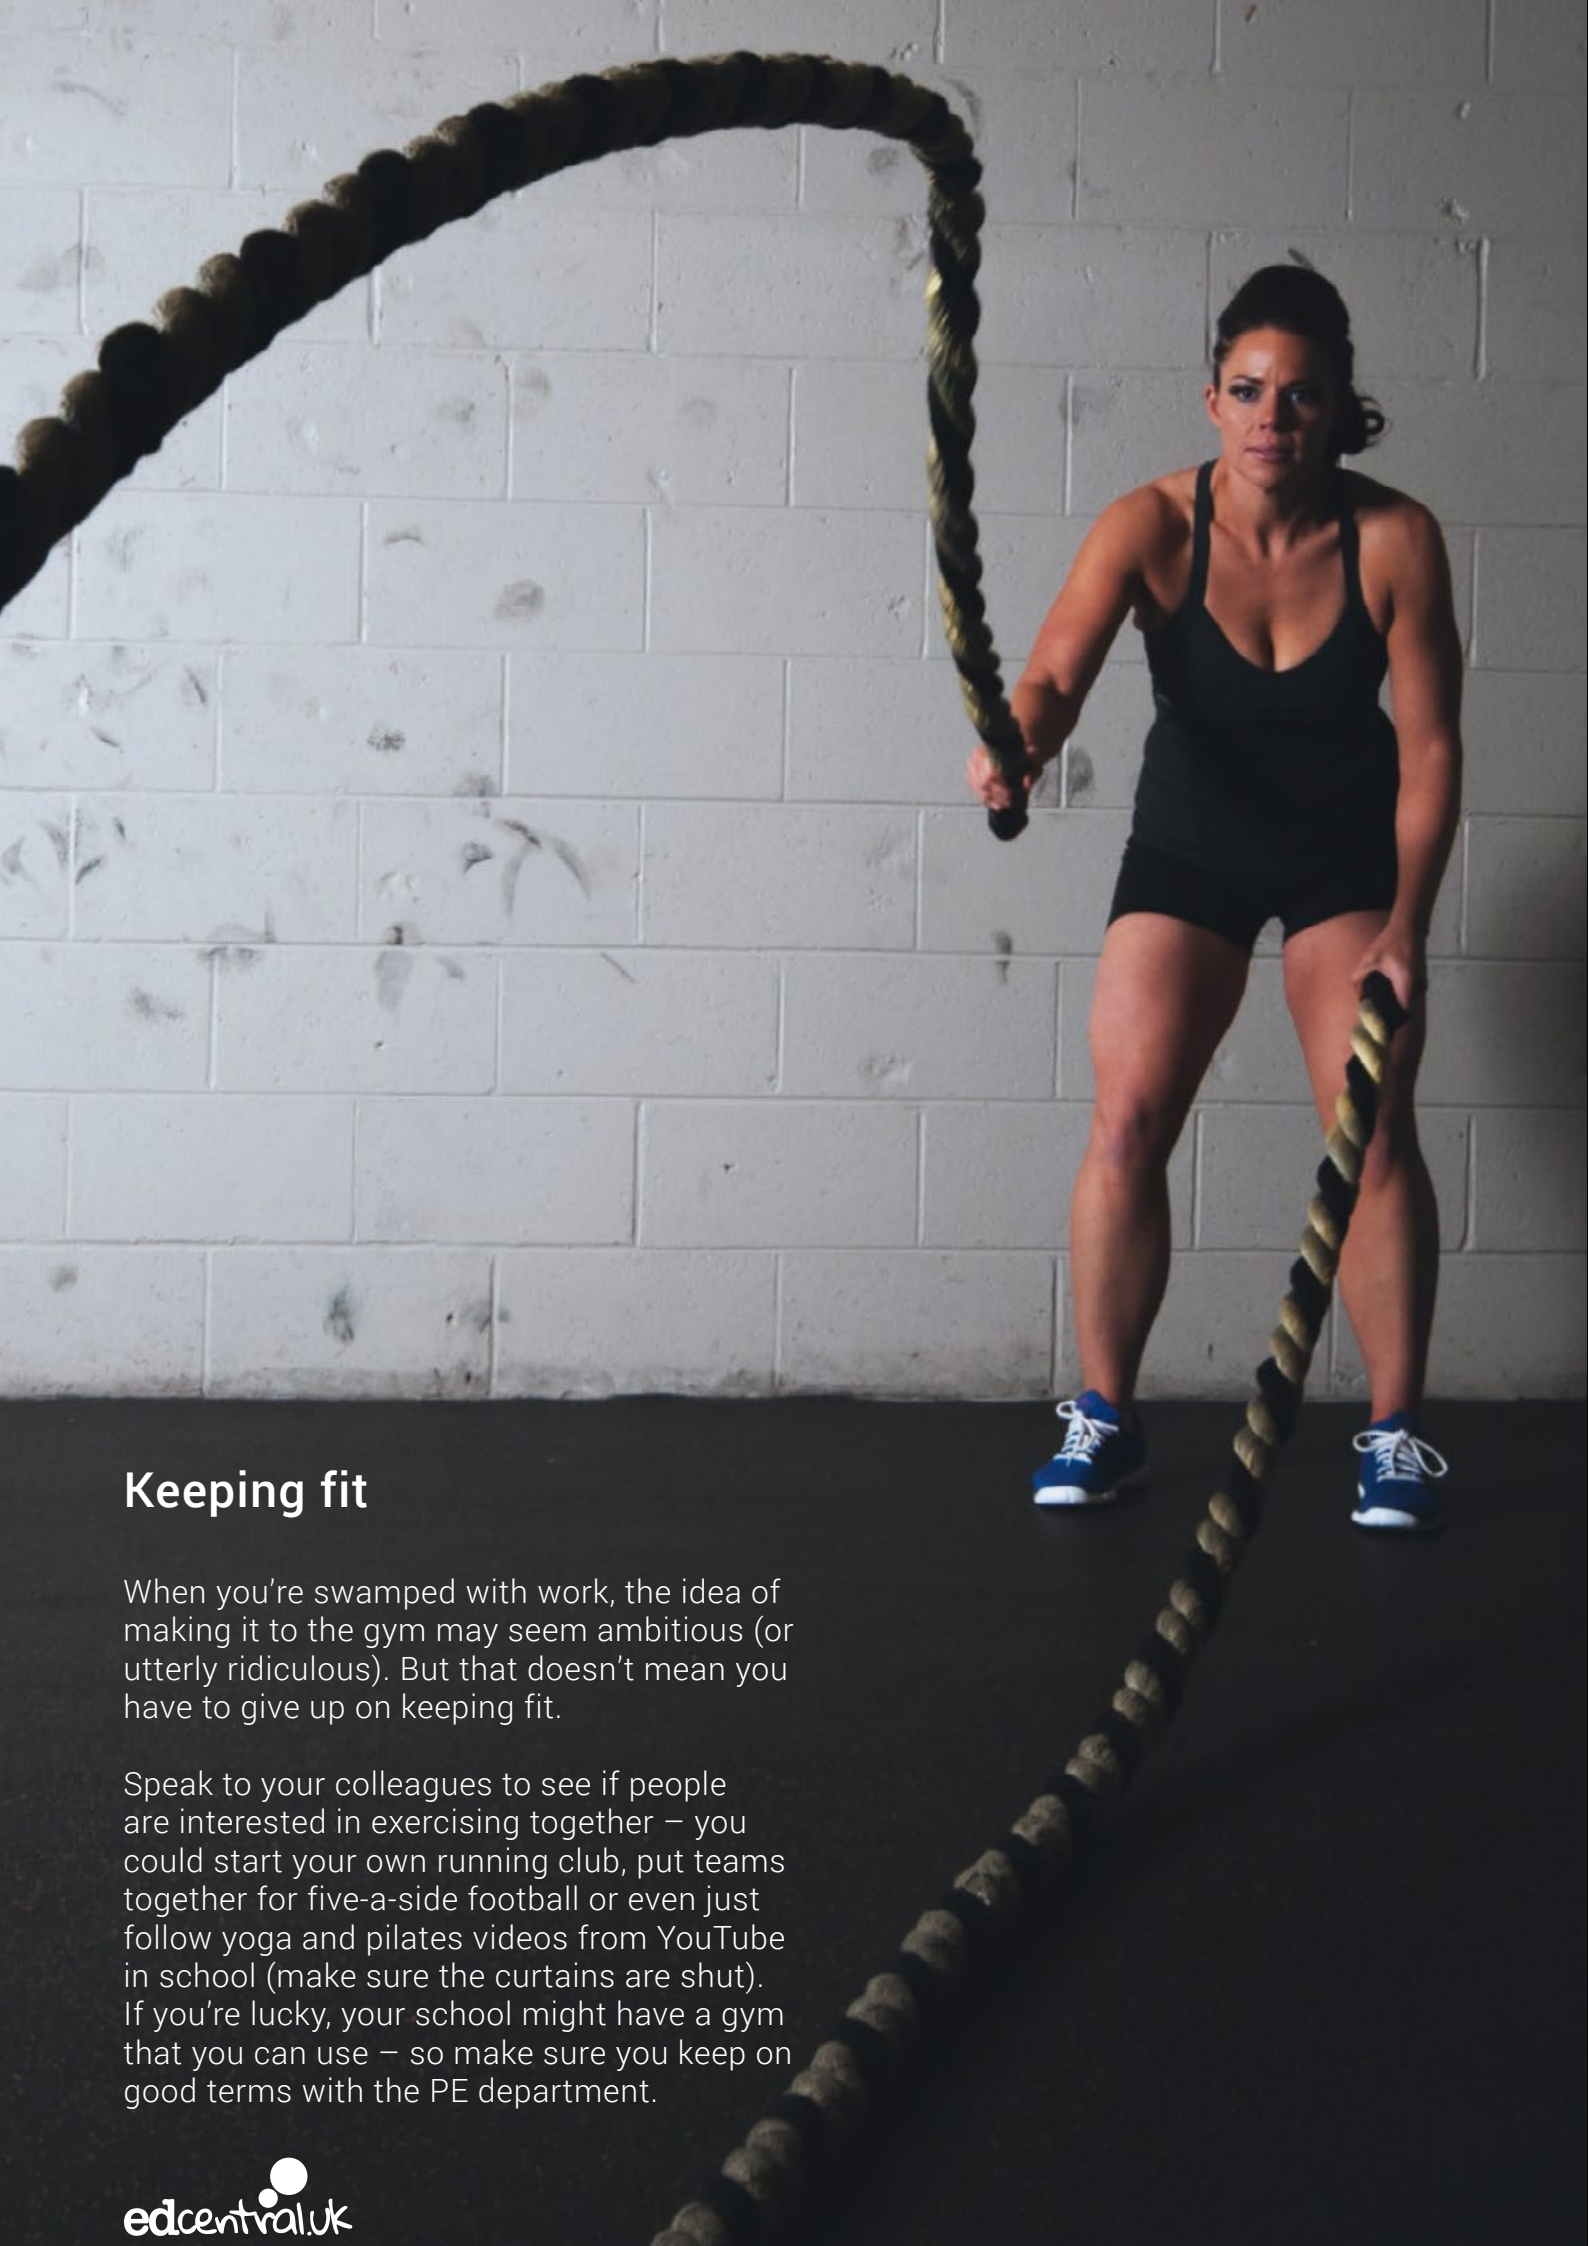 Keeping fit
When you’re swamped with work, the idea of
making it to the gym may seem ambitious (or
utterly ridiculous). But that doesn’t mean you
have to give up on keeping fit.
Speak to your colleagues to see if people
are interested in exercising together – you
could start your own running club, put teams
together for five-a-side football or even just
follow yoga and pilates videos from YouTube
in school (make sure the curtains are shut).
If you’re lucky, your school might have a gym
that you can use – so make sure you keep on
good terms with the PE department.
edcentral.uk